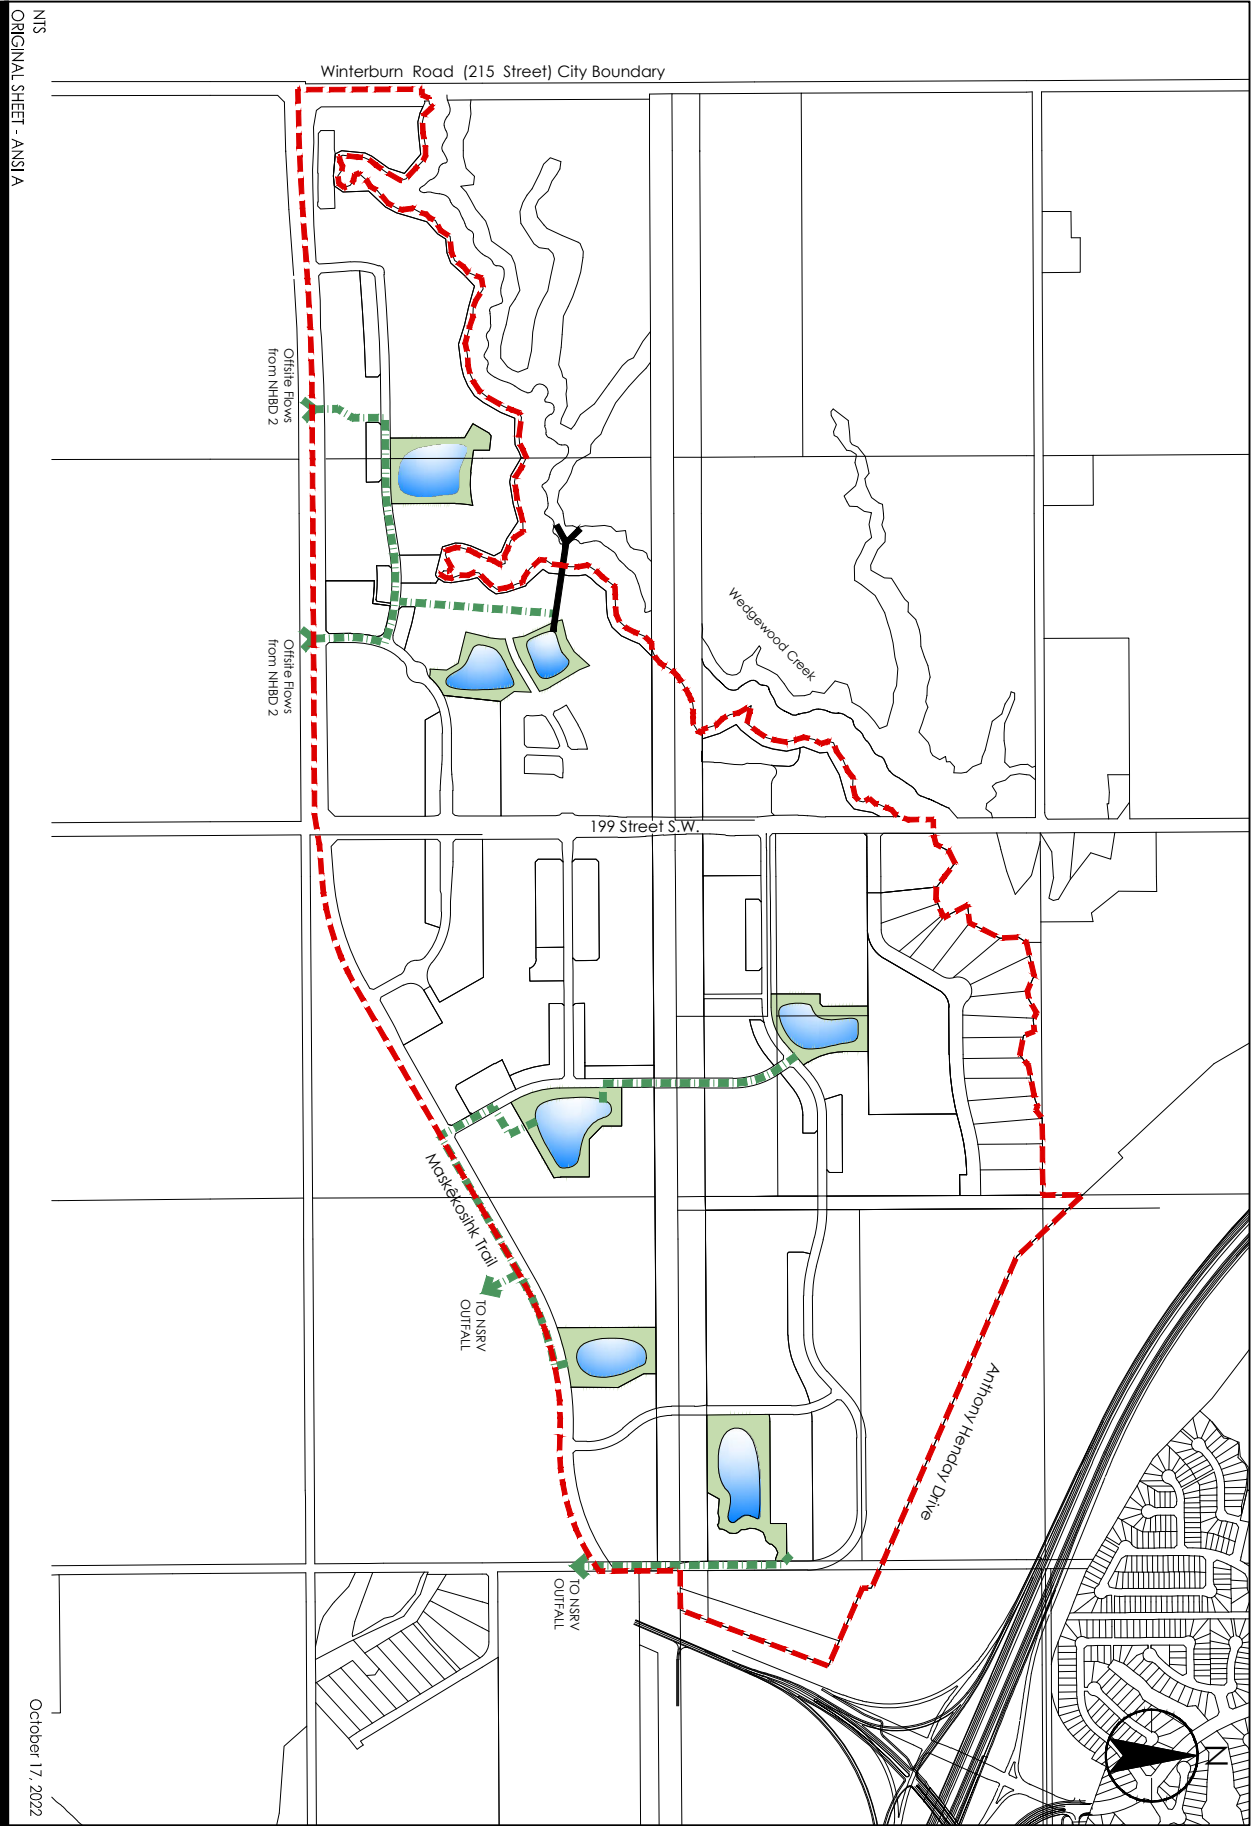 NTS
ORIGINAL SHEET - ANSI A
Winterburn Road (215 Street) City Boundary
Offsite Flows
from NHBD 2
Offsite Flows
from NHBD 2
Wedgewood Creek
199 Street S.W.
Maskêkosihk Trail
TO NSRV
OUTFALL
Anthony Henday Drive
TO NSRV
OUTFALL
N
October 17, 2022